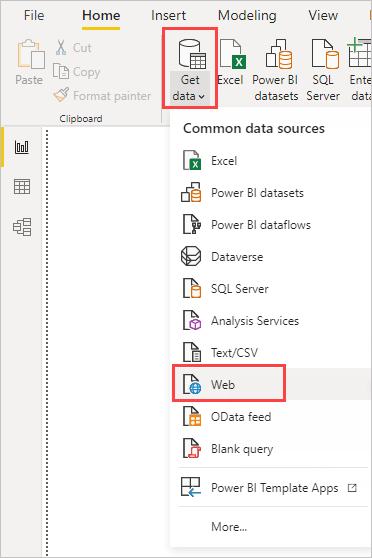 File
Home
Insert
Modeling
View
Paste
Cut
Copy
Format painter
Clipboard
Get
data
Excel
Power BI
datasets
SQL
Server
Ente
data
Common data sources
Excel
Power BI datasets
Power BI dataflows
Dataverse
SQL Server
Analysis Services
Text/CSV
Web
OData feed
Blank query
Power BI Template Apps
More...